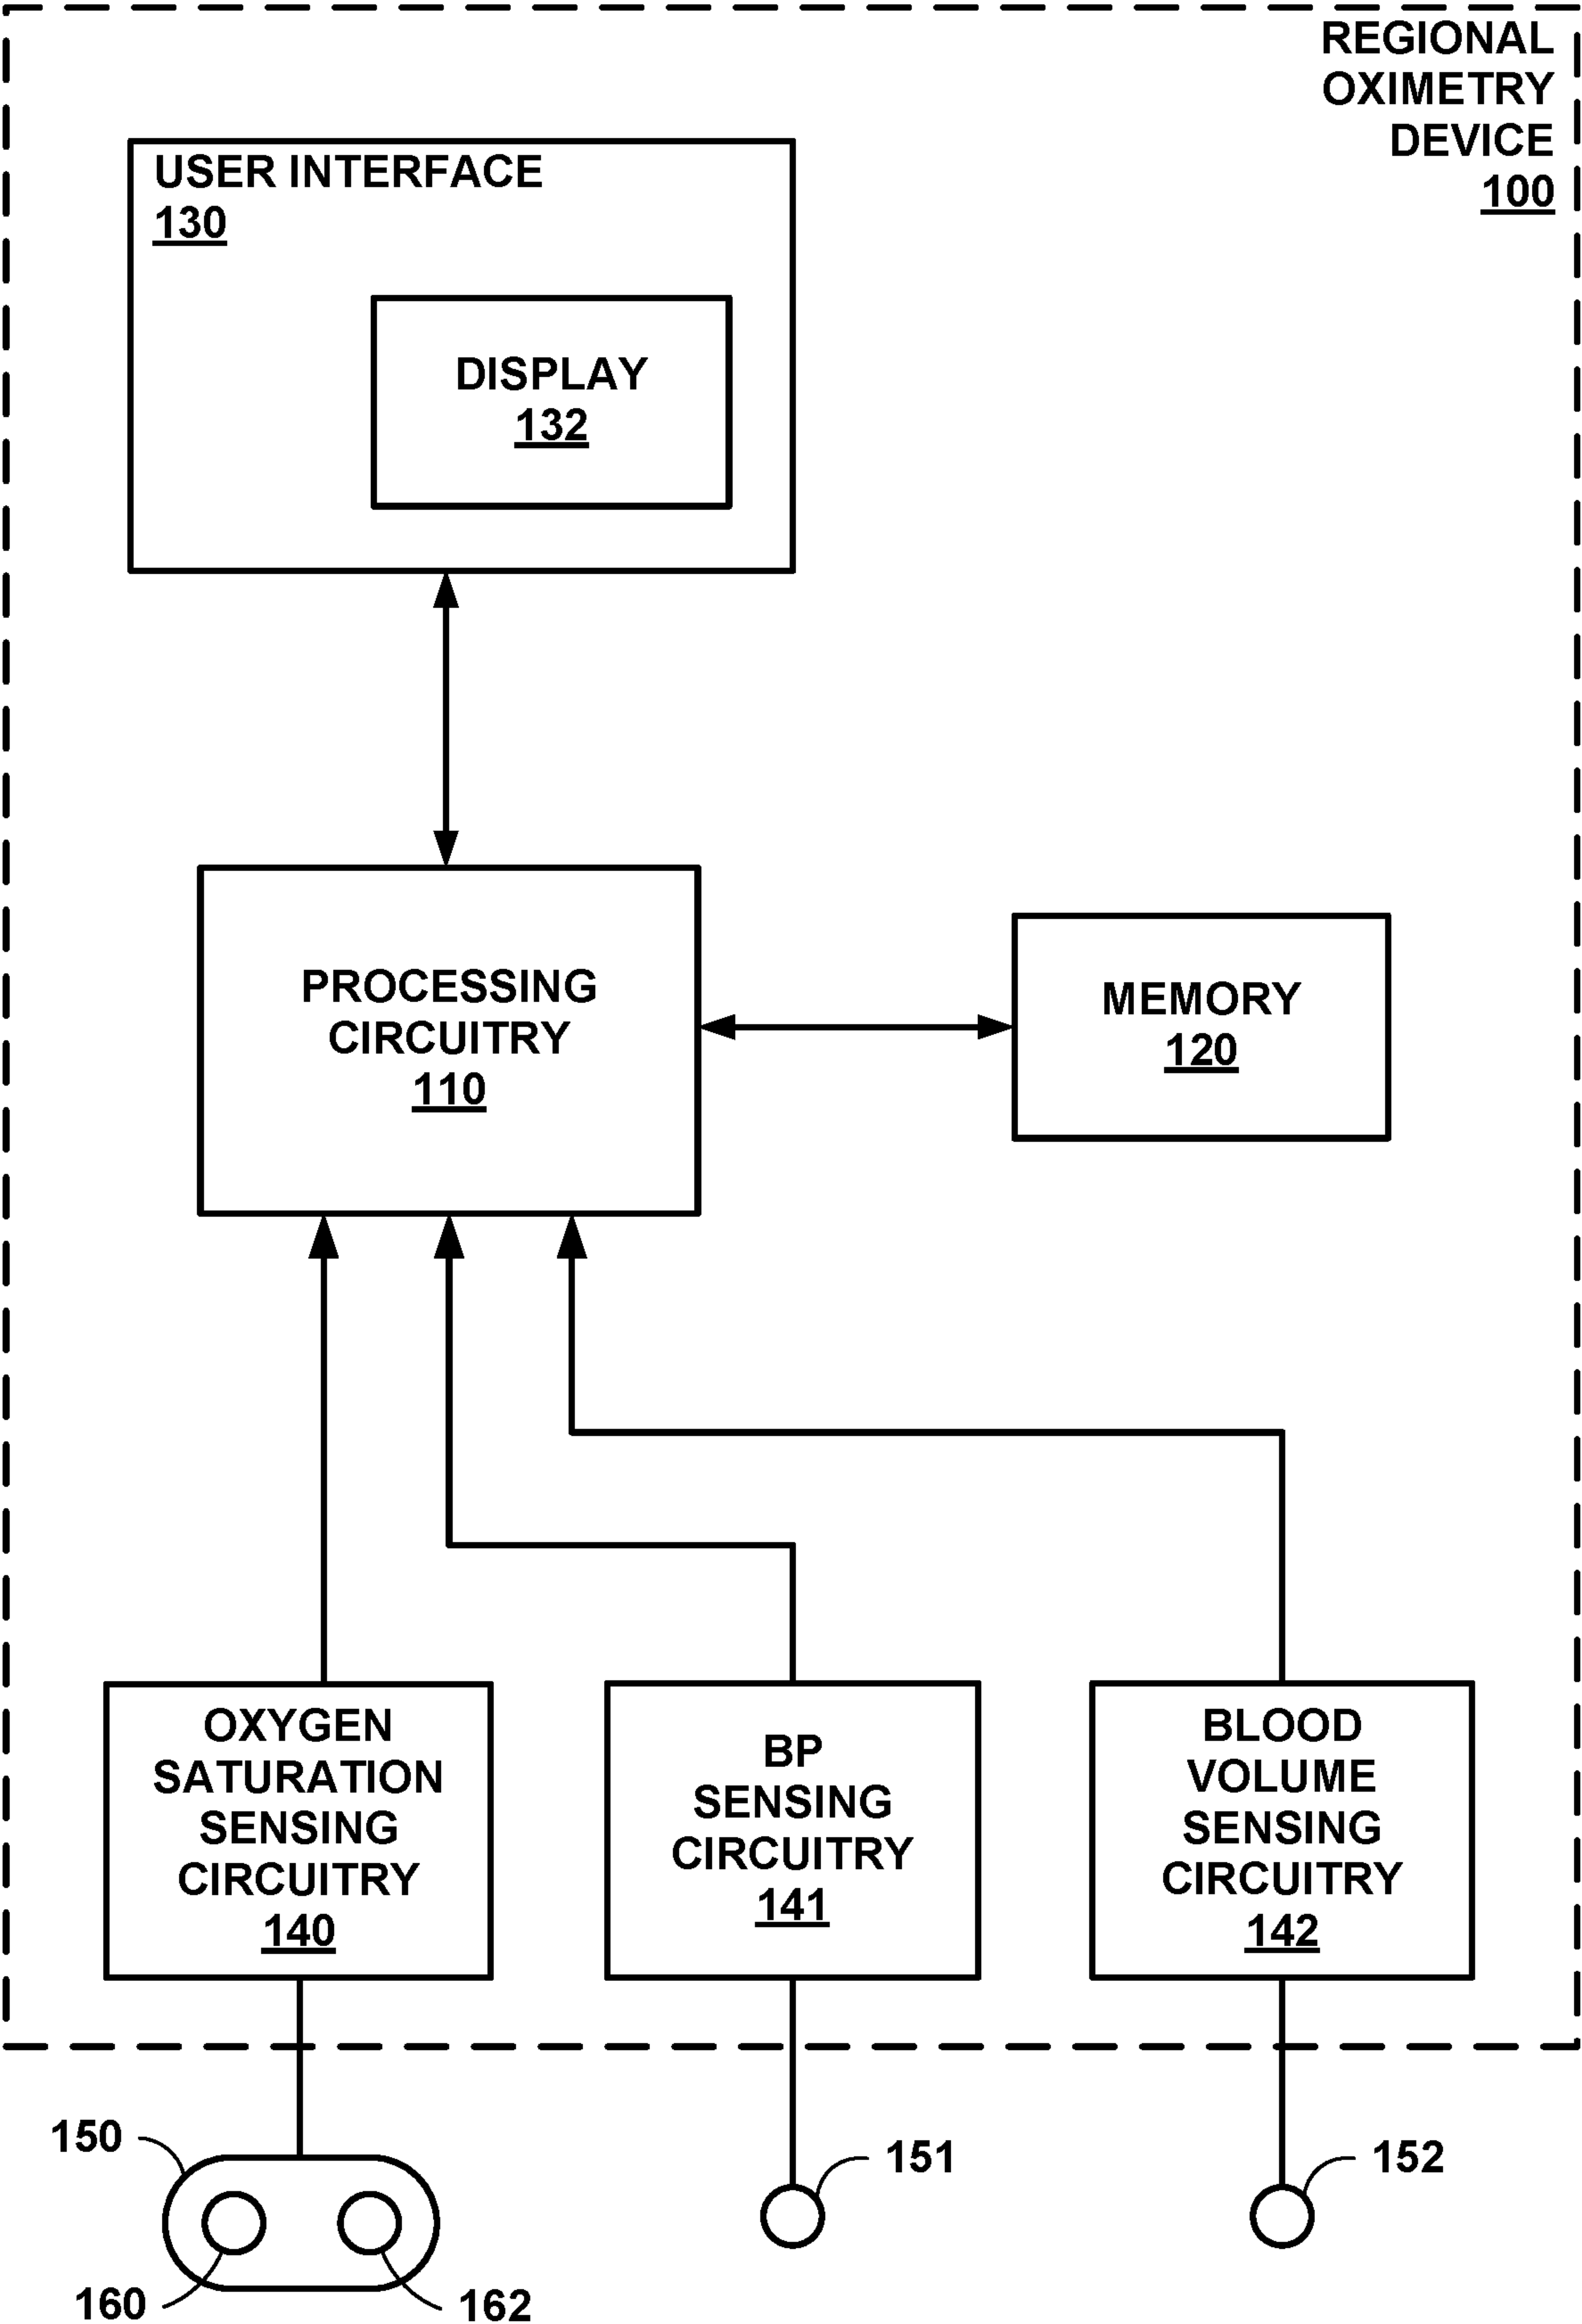 REGIONAL
OXIMETRY
DEVICE
100
USER INTERFACE
130
DISPLAY
132
PROCESSING
CIRCUITRY
110
MEMORY
120
OXYGEN
SATURATION
SENSING
CIRCUITRY
140
BP
SENSING
CIRCUITRY
141
BLOOD
VOLUME
SENSING
CIRCUITRY
142
150
151
152
160
162